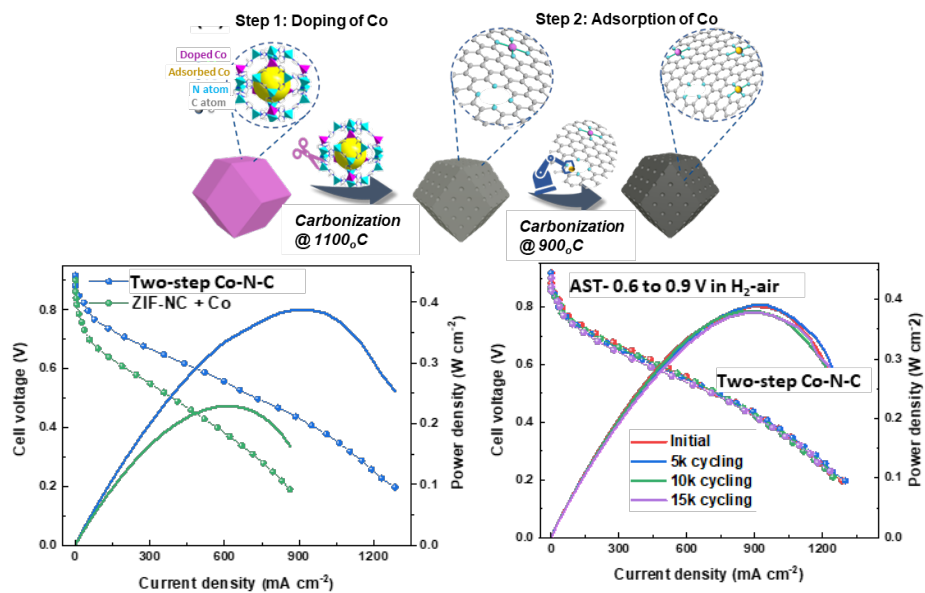 Step 1: Doping of Co
Step 2: Adsorption of Co
Doped Co
Adsorbed Co
N atom
C atom
Carbonization
@ 1100oC
Carbonization
@ 900oC
Two-step Co-N-C
ZIF-NC + Co
Cell voltage (V)
0.8
0.6
0.4
0.2
0.0
0.4
0.3
0.2
0.1
0.0
Power density (W cm-2)
0 300 600 900 1200
Current density (mA cm-2)
AST- 0.6 to 0.9 V in H2-air
Two-step Co-N-C
Initial
5k cycling
10k cycling
15k cycling
Cell voltage (V)
0.8
0.6
0.4
0.2
0.0
0.4
0.3
0.2
0.1
0.0
Power density (W cm-2)
0 300 600 900 1200
Current density (mA cm-2)